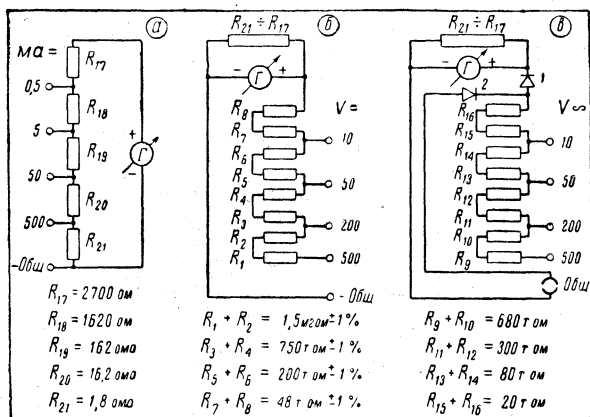 ма =
R17
0,5
R18
5
R19
50
R20
500
R21
-Общ
+
Г
-
а
R17 = 2700 ом
R18 = 1620 ом
R19 = 162 ома
R20 = 16,2 ома
R21 = 1,8 ома
R21 ÷ R17
б
- Г +
V =
R8
R7
10
R6
R5
50
R4
R3
200
R2
R1
500
- Общ
R1 + R2 = 1,5 мгом ± 1 %
R3 + R4 = 750 т ом ± 1 %
R5 + R6 = 200 т ом ± 1 %
R7 + R8 = 48 т ом ± 1 %
R21 ÷ R17
в
- Г +
1
2
V ≂
R16
R15
10
R14
R13
50
R12
R11
200
R10
R9
500
Общ
R9 + R10 = 680 т ом
R11 + R12 = 300 т ом
R13 + R14 = 80 т ом
R15 + R16 = 20 т ом